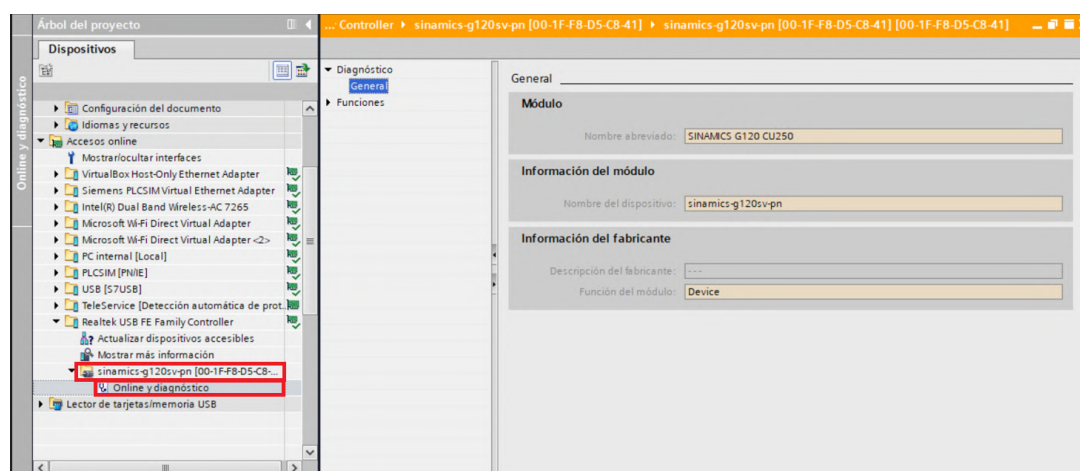 Árbol del proyecto
... Controller ▸ sinamics-g120sv-pn [00-1F-F8-D5-C8-41] ▸ sinamics-g120sv-pn [00-1F-F8-D5-C8-41] [00-1F-F8-D5-C8-41]
Dispositivos
Online y diagnóstico
Configuración del documento
Idiomas y recursos
Accesos online
Mostrar/ocultar interfaces
VirtualBox Host-Only Ethernet Adapter
Siemens PLCSIM Virtual Ethernet Adapter
Intel(R) Dual Band Wireless-AC 7265
Microsoft Wi-Fi Direct Virtual Adapter
Microsoft Wi-Fi Direct Virtual Adapter <2>
PC internal [Local]
PLCSIM [PN/IE]
USB [S7USB]
TeleService [Detección automática de prot..
Realtek USB FE Family Controller
Actualizar dispositivos accesibles
Mostrar más información
sinamics-g120sv-pn [00-1F-F8-D5-C8-...
Online y diagnóstico
Lector de tarjetas/memoria USB
Diagnóstico
General
Funciones
General
Módulo
Nombre abreviado: SINAMICS G120 CU250
Información del módulo
Nombre del dispositivo: sinamics-g120sv-pn
Información del fabricante
Descripción del fabricante: ---
Función del módulo: Device